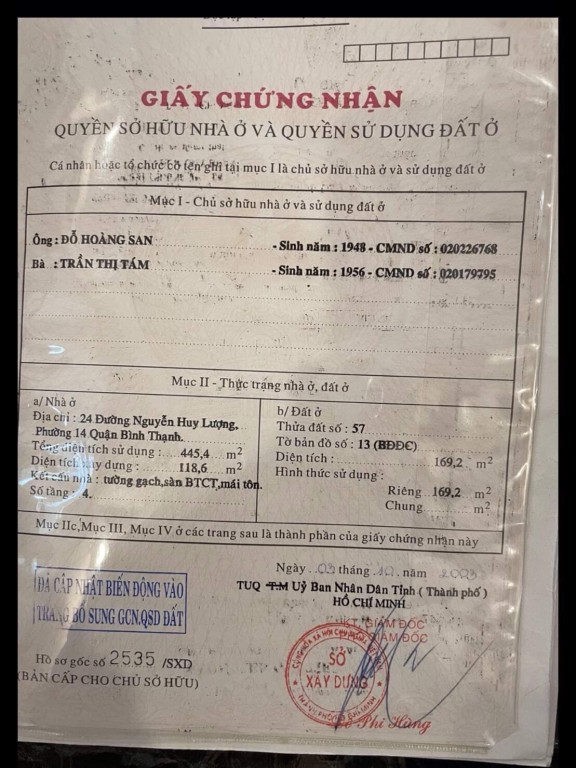 GIẤY CHỨNG NHẬN
QUYỀN SỞ HỮU NHÀ Ở VÀ QUYỀN SỬ DỤNG ĐẤT Ở
Cá nhân hoặc tổ chức có tên ghi tại mục I là chủ sở hữu nhà ở và sử dụng đất ở
Mục I - Chủ sở hữu nhà ở và sử dụng đất ở
Ông : ĐỖ HOÀNG SAN - Sinh năm : 1948 - CMND số : 020226768
Bà : TRẦN THỊ TÁM - Sinh năm : 1956 - CMND số : 020179795
Mục II - Thực trạng nhà ở, đất ở
a/ Nhà ở
Địa chỉ : 24 Đường Nguyễn Huy Lượng,
Phường 14 Quận Bình Thạnh.
Tổng diện tích sử dụng : 445,4 m2
Diện tích xây dựng : 118,6 m2
Kết cấu nhà : tường gạch, sàn BTCT, mái tôn.
Số tầng : 4.
b/ Đất ở
Thửa đất số : 57
Tờ bản đồ số : 13 (BĐĐC)
Diện tích : 169,2 m2
Hình thức sử dụng :
Riêng 169,2 m2
Chung m2
Mục IIc, Mục III, Mục IV ở các trang sau là thành phần của giấy chứng nhận này
Ngày 03 tháng 10 năm 2003
TUQ T.M Uỷ Ban Nhân Dân Tỉnh ( Thành phố )
HỒ CHÍ MINH
KT. GIÁM ĐỐC
GIÁM ĐỐC
ĐÃ CẬP NHẬT BIẾN ĐỘNG VÀO
TRANG BỔ SUNG GCN.QSD ĐẤT
SỞ
XÂY DỰNG
Hồ sơ gốc số 2535 /SXD
(BẢN CẤP CHO CHỦ SỞ HỮU)
Phi Hùng